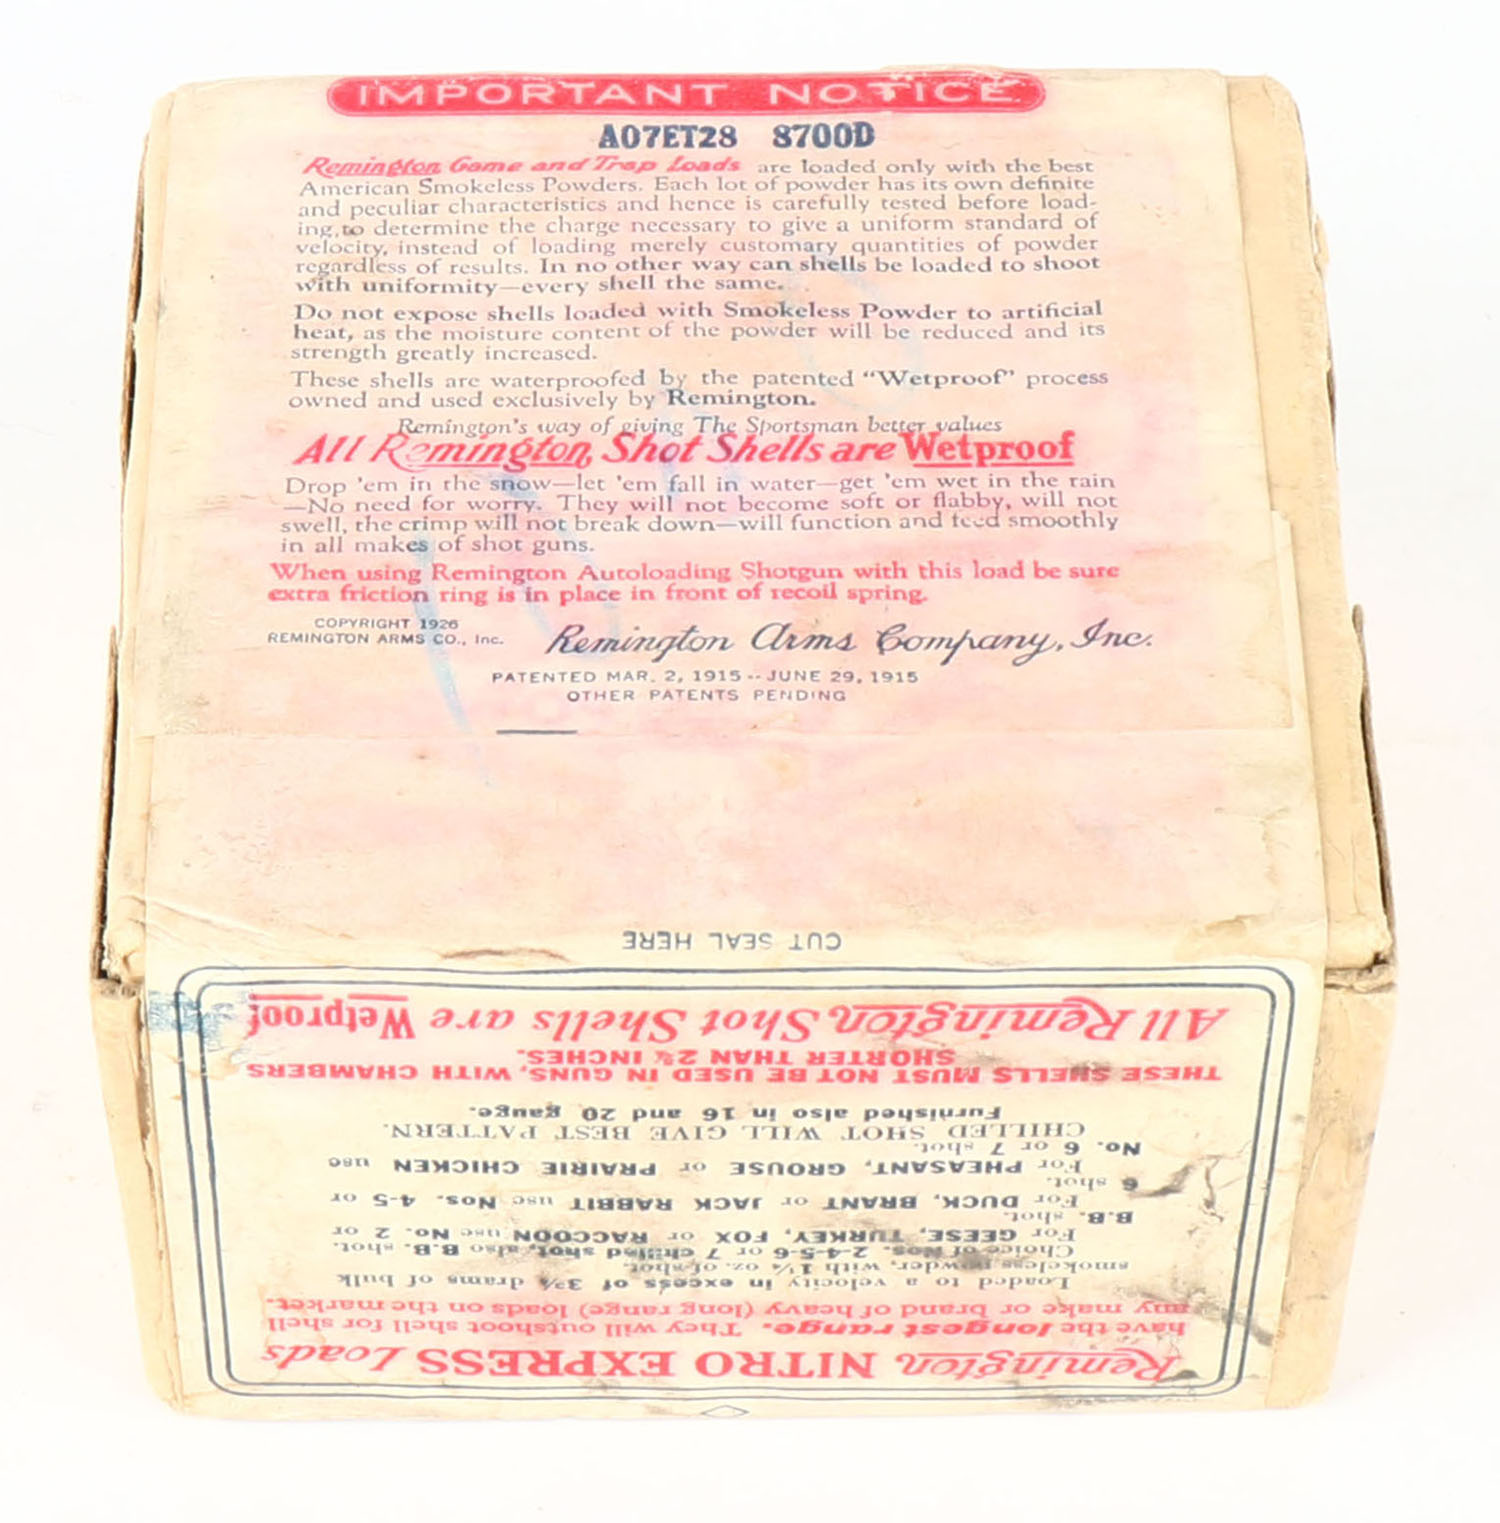 IMPORTANT NOTICE
A07ET28 8700D
Remington Game and Trap Loads are loaded only with the best
American Smokeless Powders. Each lot of powder has its own definite
and peculiar characteristics and hence is carefully tested before load-
ing, to determine the charge necessary to give a uniform standard of
velocity, instead of loading merely customary quantities of powder
regardless of results. In no other way can shells be loaded to shoot
with uniformity—every shell the same.
Do not expose shells loaded with Smokeless Powder to artificial
heat, as the moisture content of the powder will be reduced and its
strength greatly increased.
These shells are waterproofed by the patented "Wetproof" process
owned and used exclusively by Remington.
Remington's way of giving The Sportsman better values
All Remington Shot Shells are Wetproof
Drop 'em in the snow—let 'em fall in water—get 'em wet in the rain
—No need for worry. They will not become soft or flabby, will not
swell, the crimp will not break down—will function and feed smoothly
in all makes of shot guns.
When using Remington Autoloading Shotgun with this load be sure
extra friction ring is in place in front of recoil spring.
COPYRIGHT 1926
REMINGTON ARMS CO., Inc.
Remington Arms Company, Inc.
PATENTED MAR. 2, 1915 -- JUNE 29, 1915
OTHER PATENTS PENDING
CUT SEAL HERE
Remington NITRO EXPRESS Loads
have the longest range. They will outshoot shell for shell
any make or brand of heavy (long range) loads on the market.
Loaded to a velocity in excess of 3¾ drams of bulk
smokeless powder, with 1¼ oz. of shot.
Choice of Nos. 2-4-5-6 or 7 chilled shot, also B.B. shot.
For GEESE, TURKEY, FOX or RACCOON use No. 2 or
B.B. shot.
For DUCK, BRANT or JACK RABBIT use Nos. 4-5 or
6 shot.
For PHEASANT, GROUSE or PRAIRIE CHICKEN use
No. 6 or 7 shot.
CHILLED SHOT WILL GIVE BEST PATTERN.
Furnished also in 16 and 20 gauge.
THESE SHELLS MUST NOT BE USED IN GUNS, WITH CHAMBERS
SHORTER THAN 2¾ INCHES.
All Remington Shot Shells are Wetproof